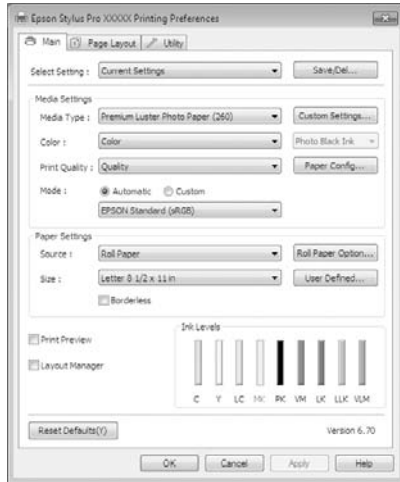 Epson Stylus Pro XXXXX Printing Preferences
Main Page Layout Utility
Select Setting : Current Settings Save/Del...
Media Settings
Media Type : Premium Luster Photo Paper (260) Custom Settings...
Color : Color Photo Black Ink
Print Quality : Quality Paper Config...
Mode : Automatic Custom
EPSON Standard (sRGB)
Paper Settings
Source : Roll Paper Roll Paper Option...
Size : Letter 8 1/2 x 11 in User Defined...
Borderless
Ink Levels
Print Preview
Layout Manager
C Y LC MK PK VM LK LLK VLM
Reset Defaults(Y) Version 6.70
OK Cancel Apply Help